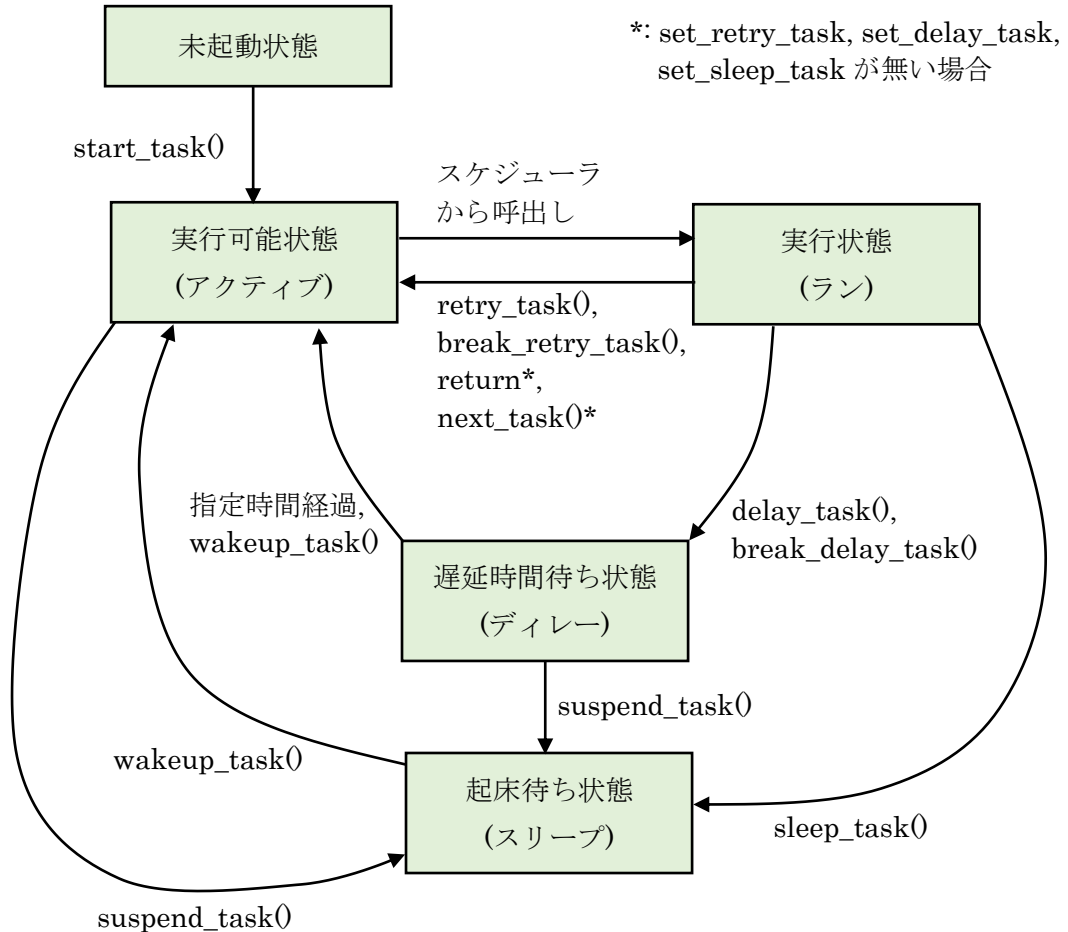 未起動状態
*: set_retry_task, set_delay_task,
set_sleep_task が無い場合
start_task()
スケジューラ
から呼出し
実行可能状態
(アクティブ)
実行状態
(ラン)
retry_task(),
break_retry_task(),
return*,
next_task()*
指定時間経過,
wakeup_task()
delay_task(),
break_delay_task()
遅延時間待ち状態
(ディレー)
suspend_task()
wakeup_task()
起床待ち状態
(スリープ)
sleep_task()
suspend_task()